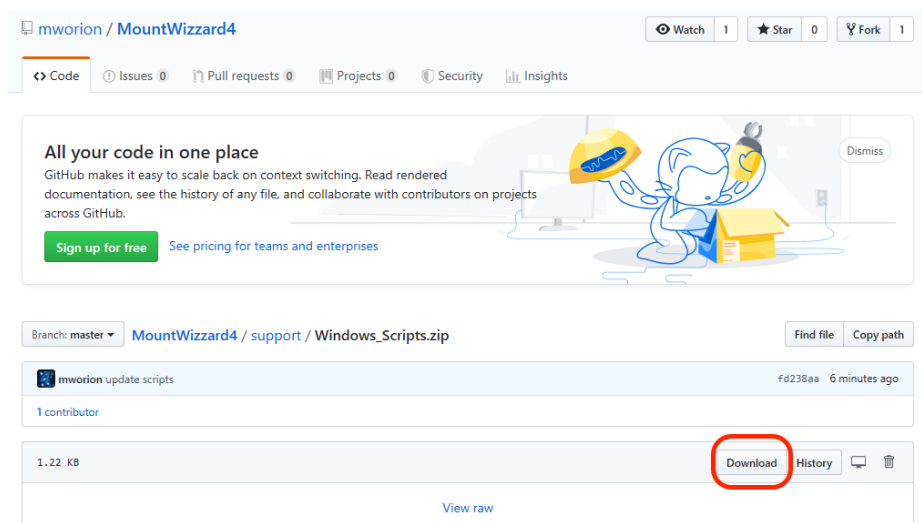 mworion / MountWizzard4
Watch 1 Star 0 Fork 1
Code Issues 0 Pull requests 0 Projects 0 Security Insights
All your code in one place
Dismiss
GitHub makes it easy to scale back on context switching. Read rendered
documentation, see the history of any file, and collaborate with contributors on projects
across GitHub.
Sign up for free See pricing for teams and enterprises
Branch: master MountWizzard4 / support / Windows_Scripts.zip Find file Copy path
mworion update scripts fd238aa 6 minutes ago
1 contributor
1.22 KB Download History
View raw